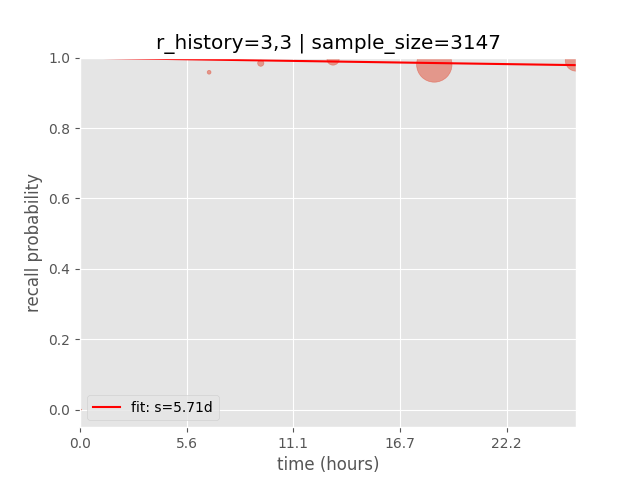 r_history=3,3 | sample_size=3147
recall probability
1.0
0.8
0.6
0.4
0.2
0.0
fit: s=5.71d
0.0 5.6 11.1 16.7 22.2
time (hours)